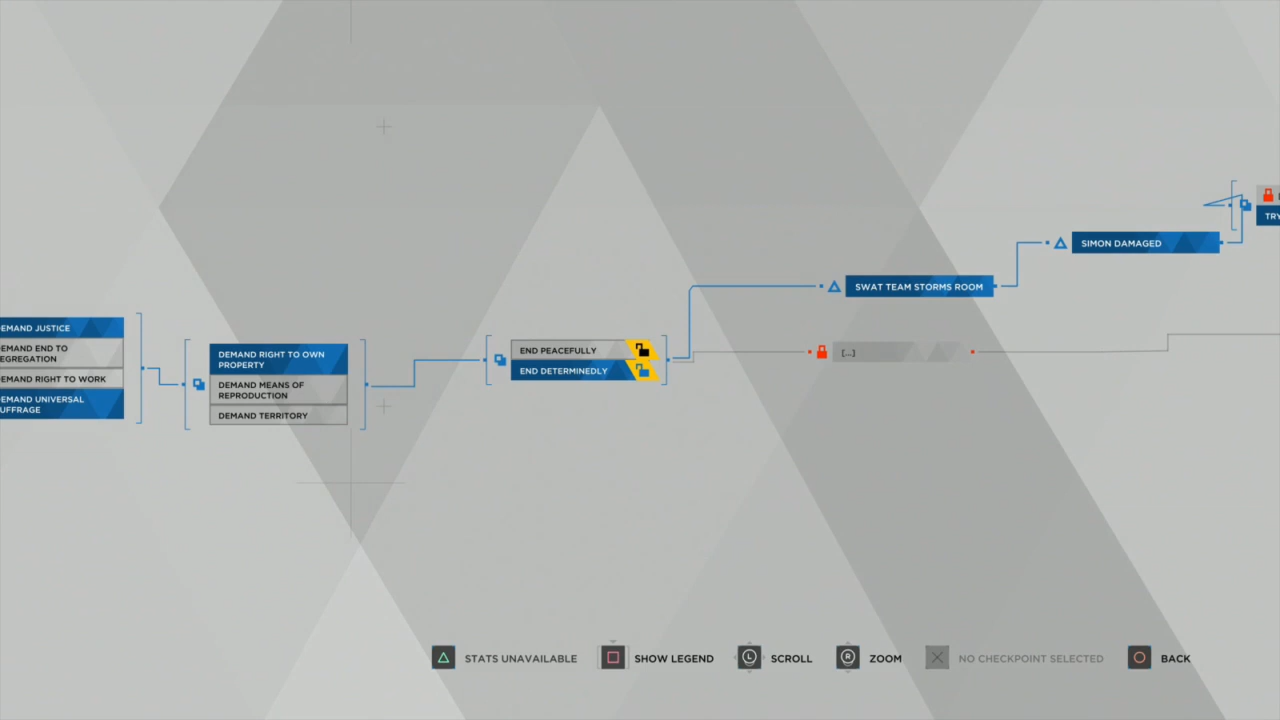 EMAND JUSTICE
EMAND END TO
EGREGATION
EMAND RIGHT TO WORK
EMAND UNIVERSAL
UFFRAGE
DEMAND RIGHT TO OWN
PROPERTY
DEMAND MEANS OF
REPRODUCTION
DEMAND TERRITORY
END PEACEFULLY
END DETERMINEDLY
SWAT TEAM STORMS ROOM
[...]
SIMON DAMAGED
TRY
STATS UNAVAILABLE
SHOW LEGEND
L
SCROLL
R
ZOOM
NO CHECKPOINT SELECTED
BACK